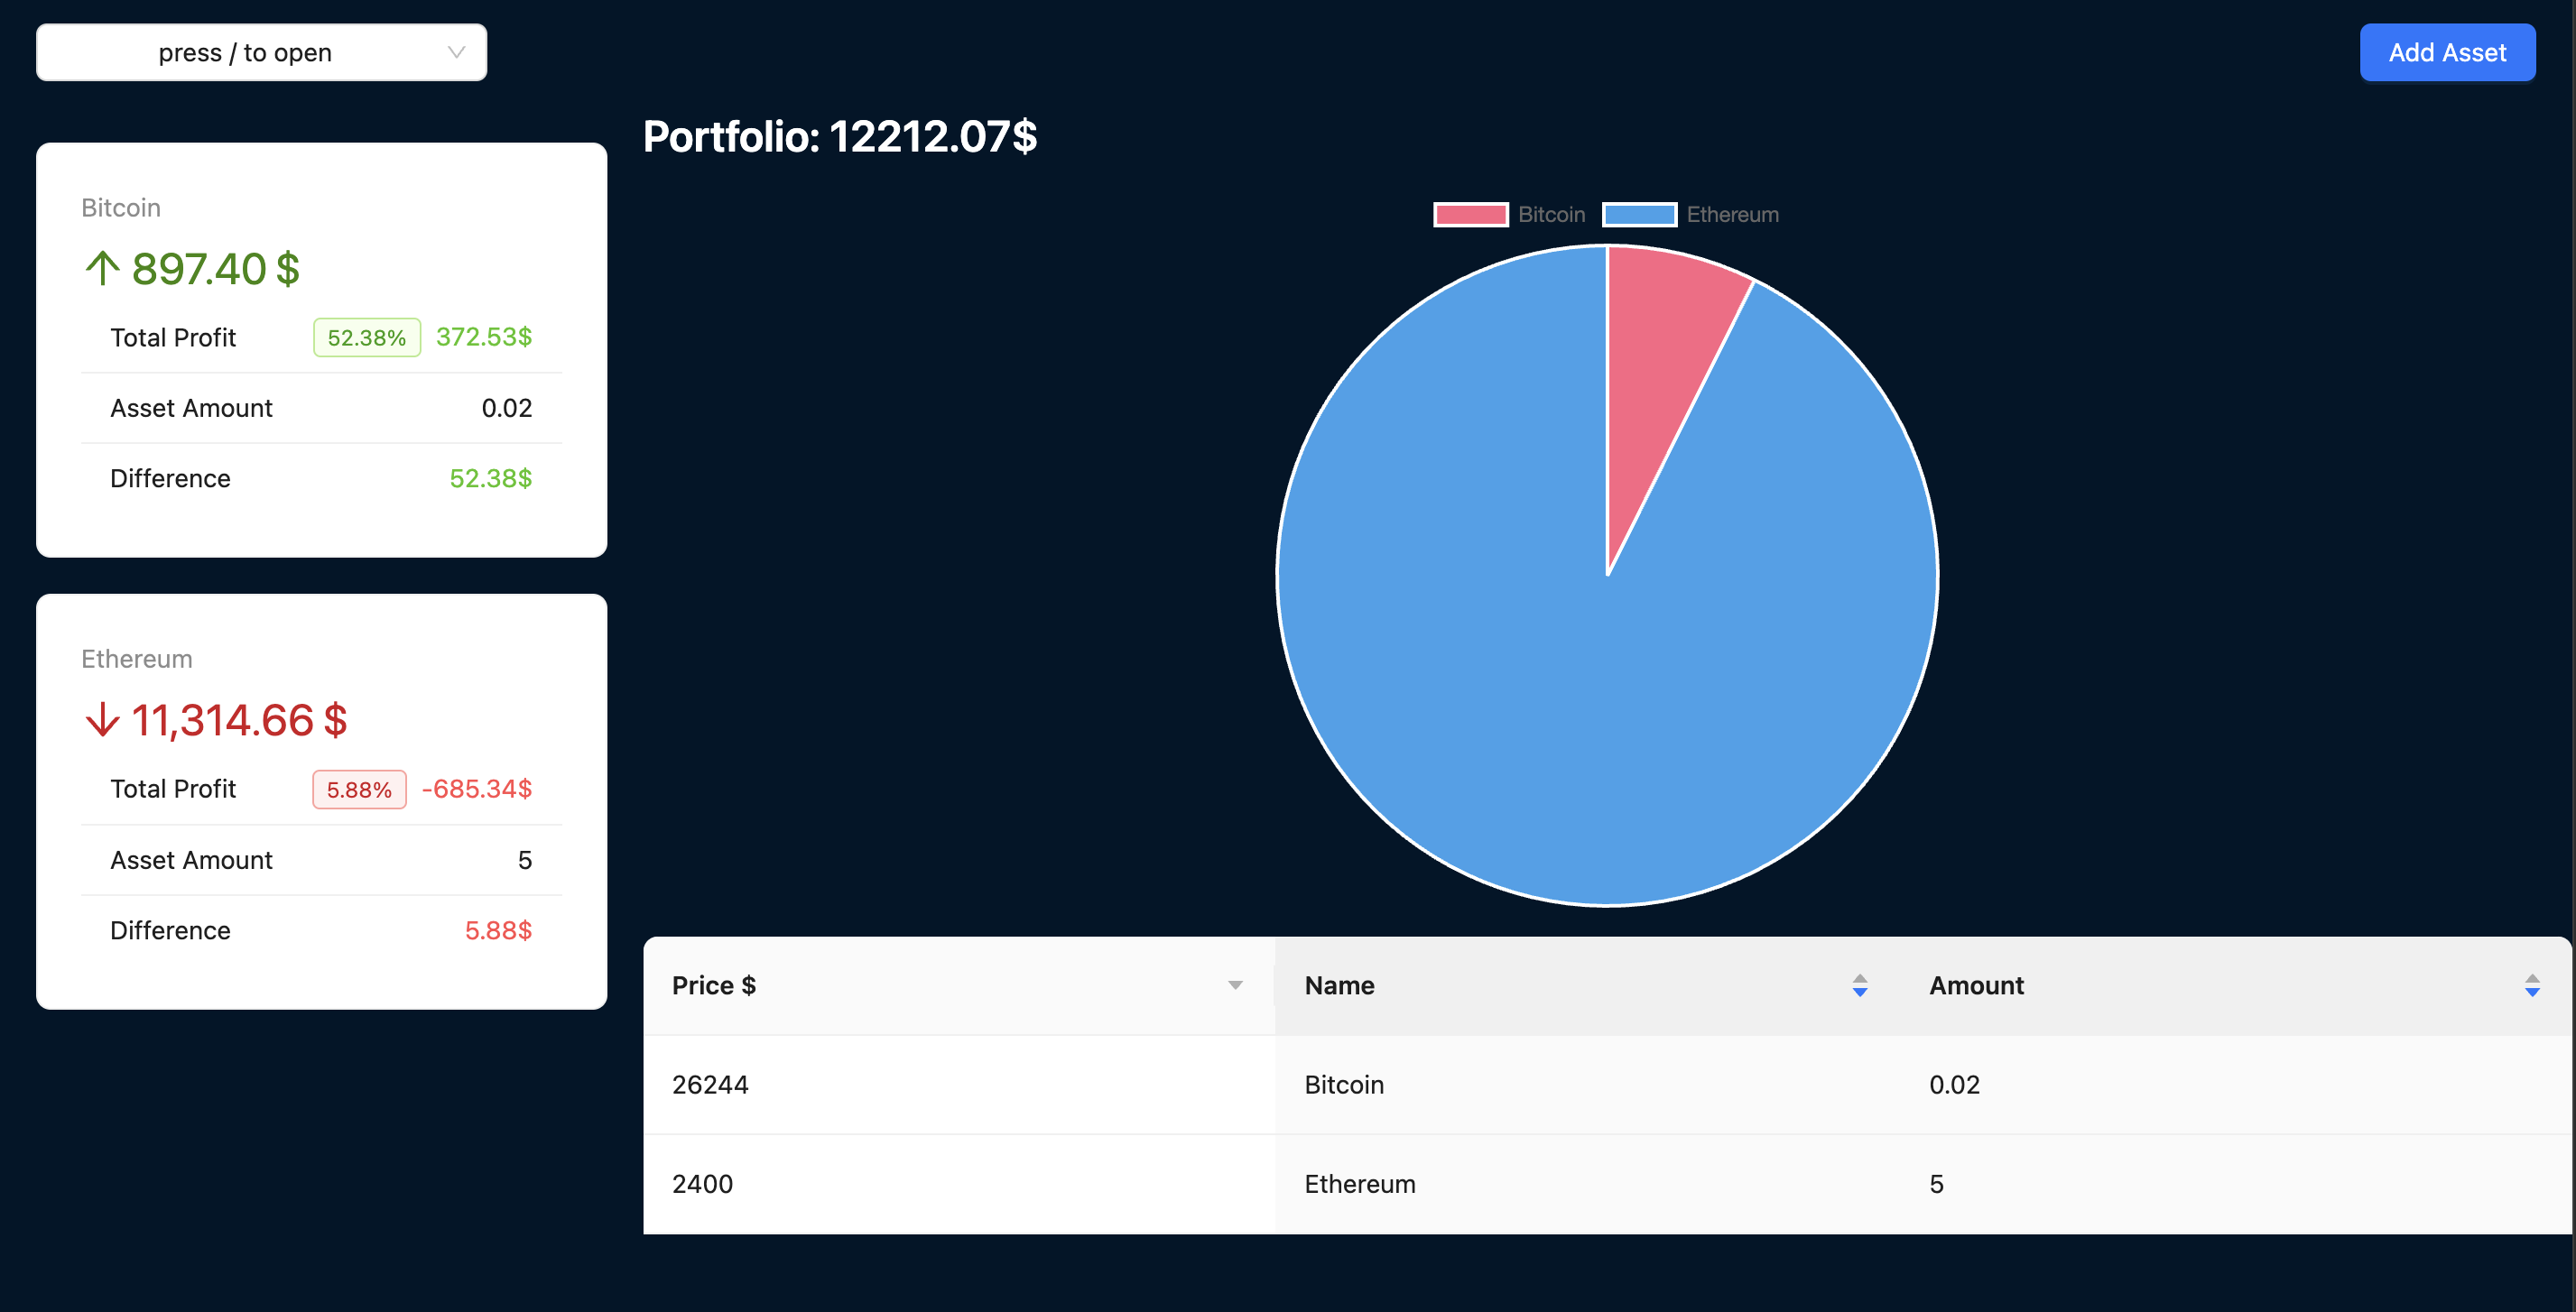 press / to open
Add Asset
Bitcoin
897.40 $
Total Profit 52.38% 372.53$
Asset Amount 0.02
Difference 52.38$
Ethereum
11,314.66 $
Total Profit 5.88% -685.34$
Asset Amount 5
Difference 5.88$
Portfolio: 12212.07$
Bitcoin Ethereum
Price $ Name Amount
26244 Bitcoin 0.02
2400 Ethereum 5